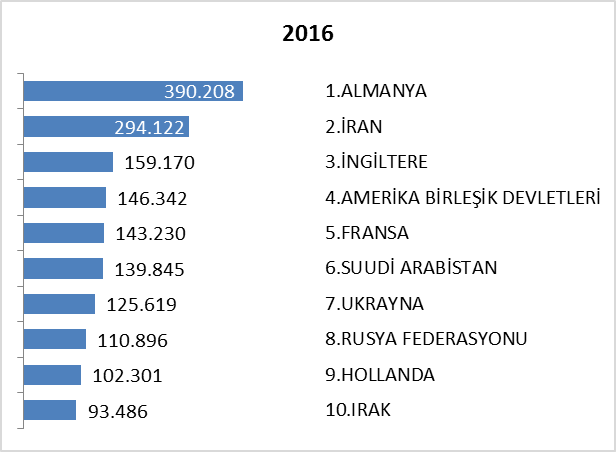 2016
390.208 1.ALMANYA
294.122 2.İRAN
159.170 3.İNGİLTERE
146.342 4.AMERİKA BİRLEŞİK DEVLETLERİ
143.230 5.FRANSA
139.845 6.SUUDİ ARABİSTAN
125.619 7.UKRAYNA
110.896 8.RUSYA FEDERASYONU
102.301 9.HOLLANDA
93.486 10.IRAK